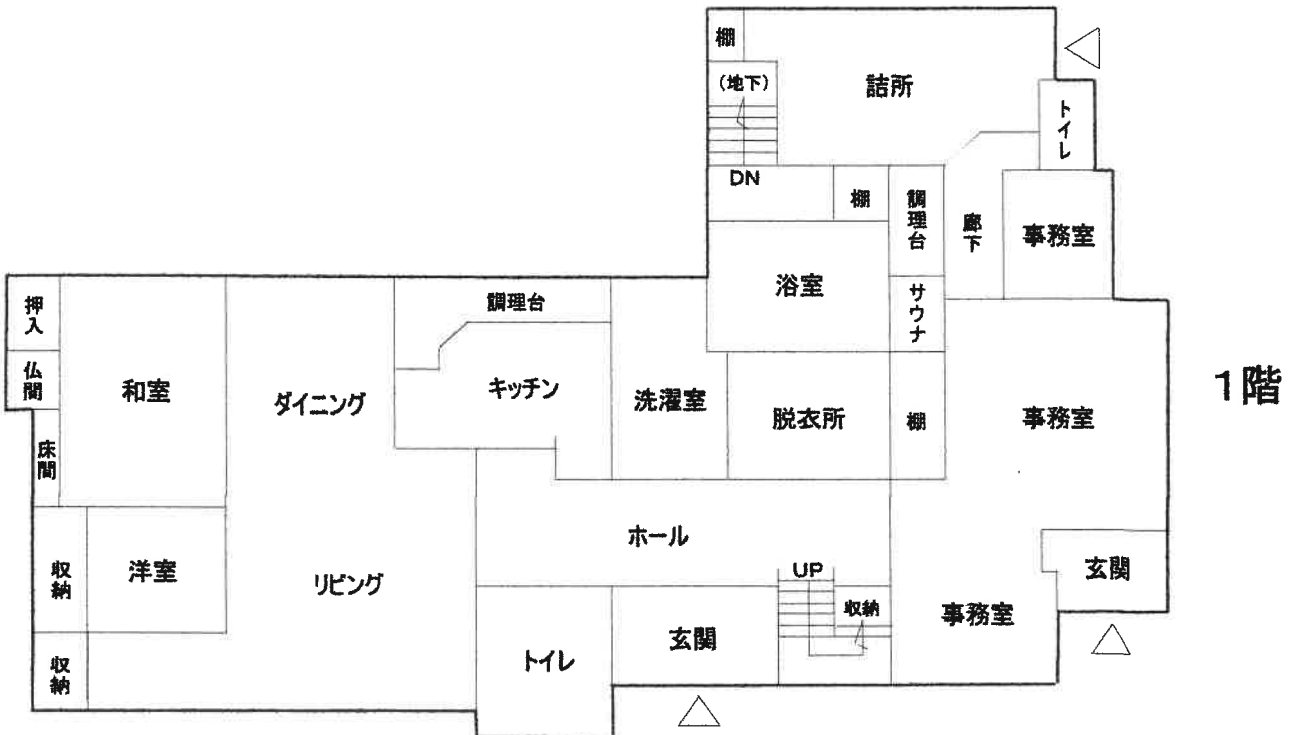 棚
(地下)
詰所
トイレ
DN
棚
調理台
廊下
事務室
浴室
サウナ
押入
調理台
仏間
和室
ダイニング
キッチン
洗濯室
脱衣所
棚
事務室
1階
床間
ホール
収納
洋室
リビング
UP
収納
玄関
事務室
収納
トイレ
玄関